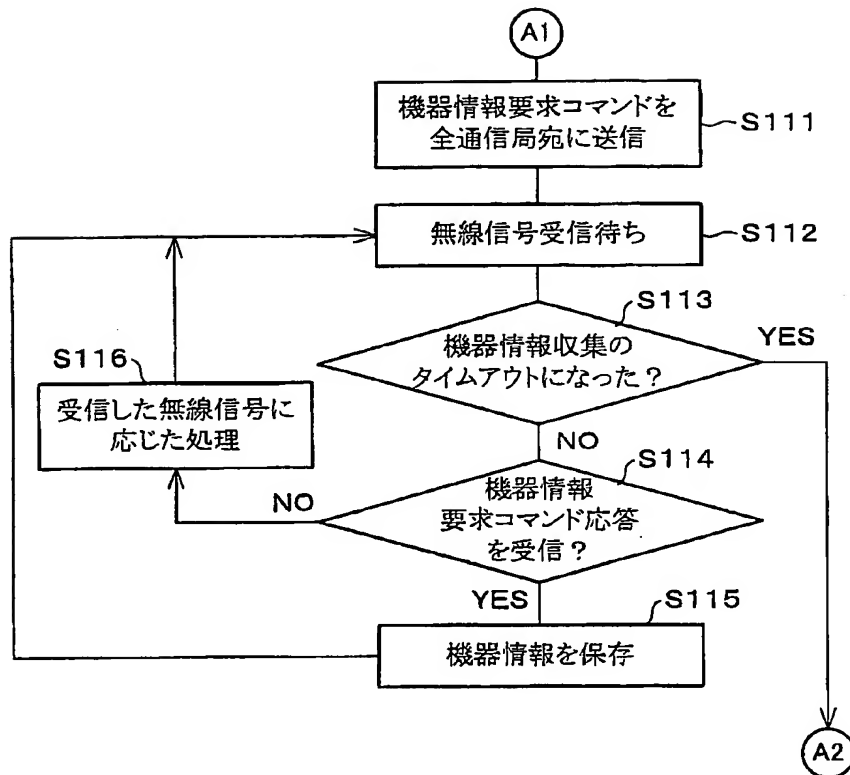 A1
機器情報要求コマンドを
全通信局宛に送信
S111
無線信号受信待ち
S112
S113
機器情報収集の
タイムアウトになった？
YES
S116
受信した無線信号に
応じた処理
NO
S114
機器情報
要求コマンド応答
を受信？
NO
YES
S115
機器情報を保存
A2